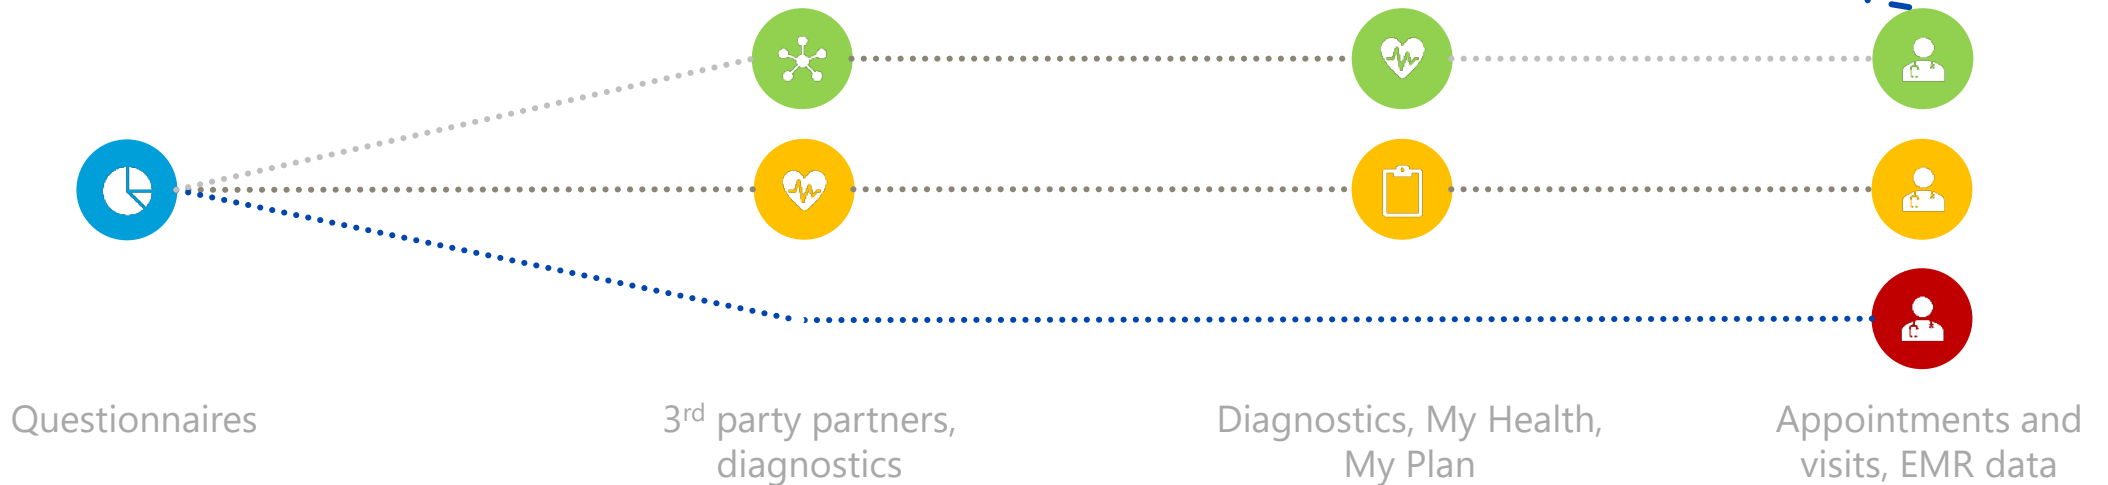 Questionnaires
3rd party partners,
diagnostics
Diagnostics, My Health,
My Plan
Appointments and
visits, EMR data